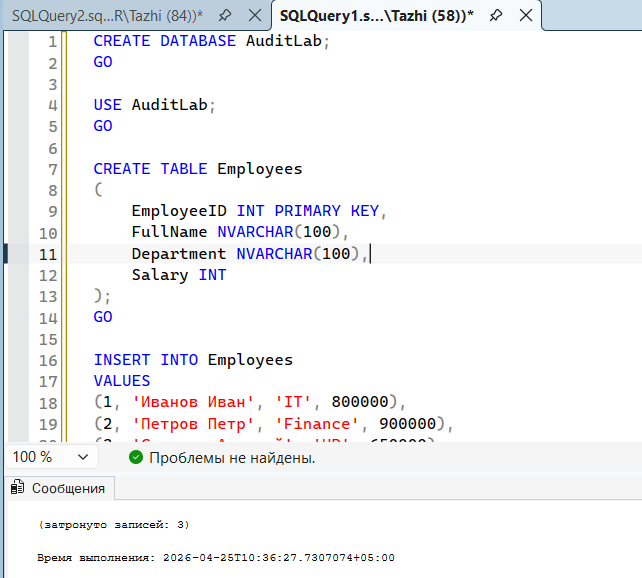 SQLQuery2.sq...R\Tazhi (84))*
SQLQuery1.s...\Tazhi (58))*
1 CREATE DATABASE AuditLab;
2 GO
3
4 USE AuditLab;
5 GO
6
7 CREATE TABLE Employees
8 (
9 EmployeeID INT PRIMARY KEY,
10 FullName NVARCHAR(100),
11 Department NVARCHAR(100),
12 Salary INT
13 );
14 GO
15
16 INSERT INTO Employees
17 VALUES
18 (1, 'Иванов Иван', 'IT', 800000),
19 (2, 'Петров Петр', 'Finance', 900000),
100 %
Проблемы не найдены.
Сообщения
(затронуто записей: 3)
Время выполнения: 2026-04-25T10:36:27.7307074+05:00